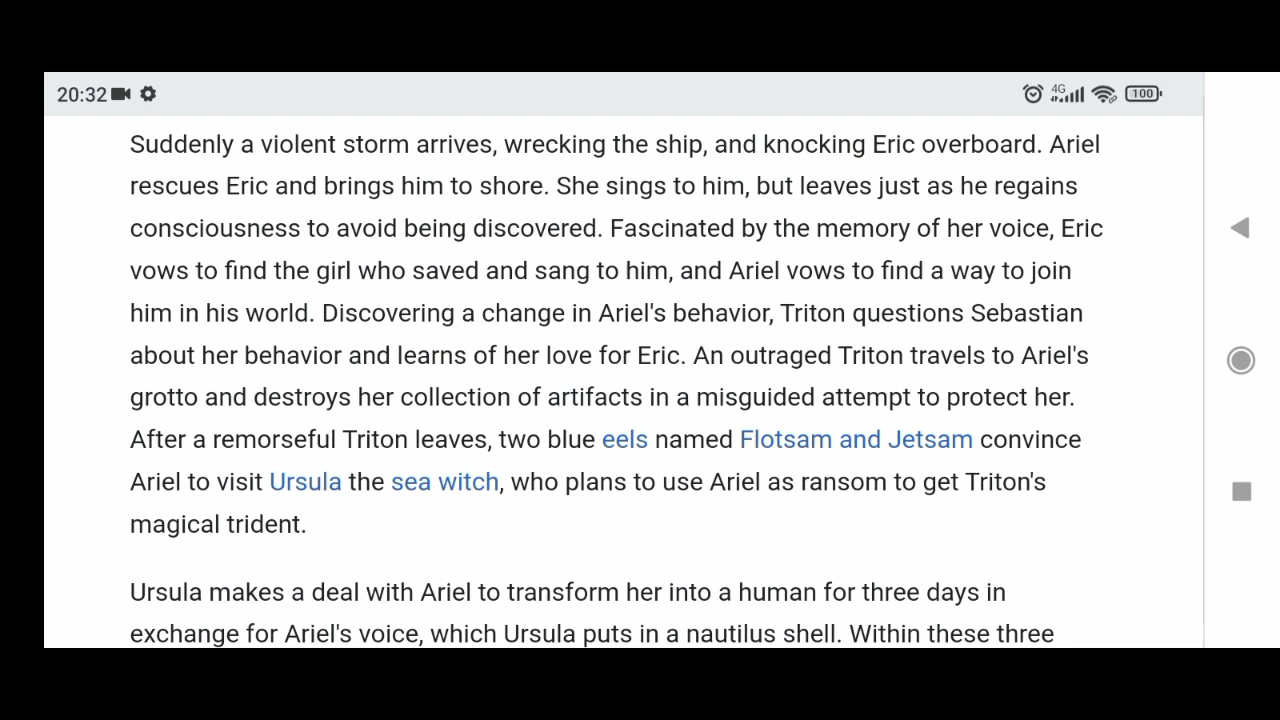 20:32
4G
100
Suddenly a violent storm arrives, wrecking the ship, and knocking Eric overboard. Ariel
rescues Eric and brings him to shore. She sings to him, but leaves just as he regains
consciousness to avoid being discovered. Fascinated by the memory of her voice, Eric
vows to find the girl who saved and sang to him, and Ariel vows to find a way to join
him in his world. Discovering a change in Ariel's behavior, Triton questions Sebastian
about her behavior and learns of her love for Eric. An outraged Triton travels to Ariel's
grotto and destroys her collection of artifacts in a misguided attempt to protect her.
After a remorseful Triton leaves, two blue eels named Flotsam and Jetsam convince
Ariel to visit Ursula the sea witch, who plans to use Ariel as ransom to get Triton's
magical trident.
Ursula makes a deal with Ariel to transform her into a human for three days in
exchange for Ariel's voice, which Ursula puts in a nautilus shell. Within these three